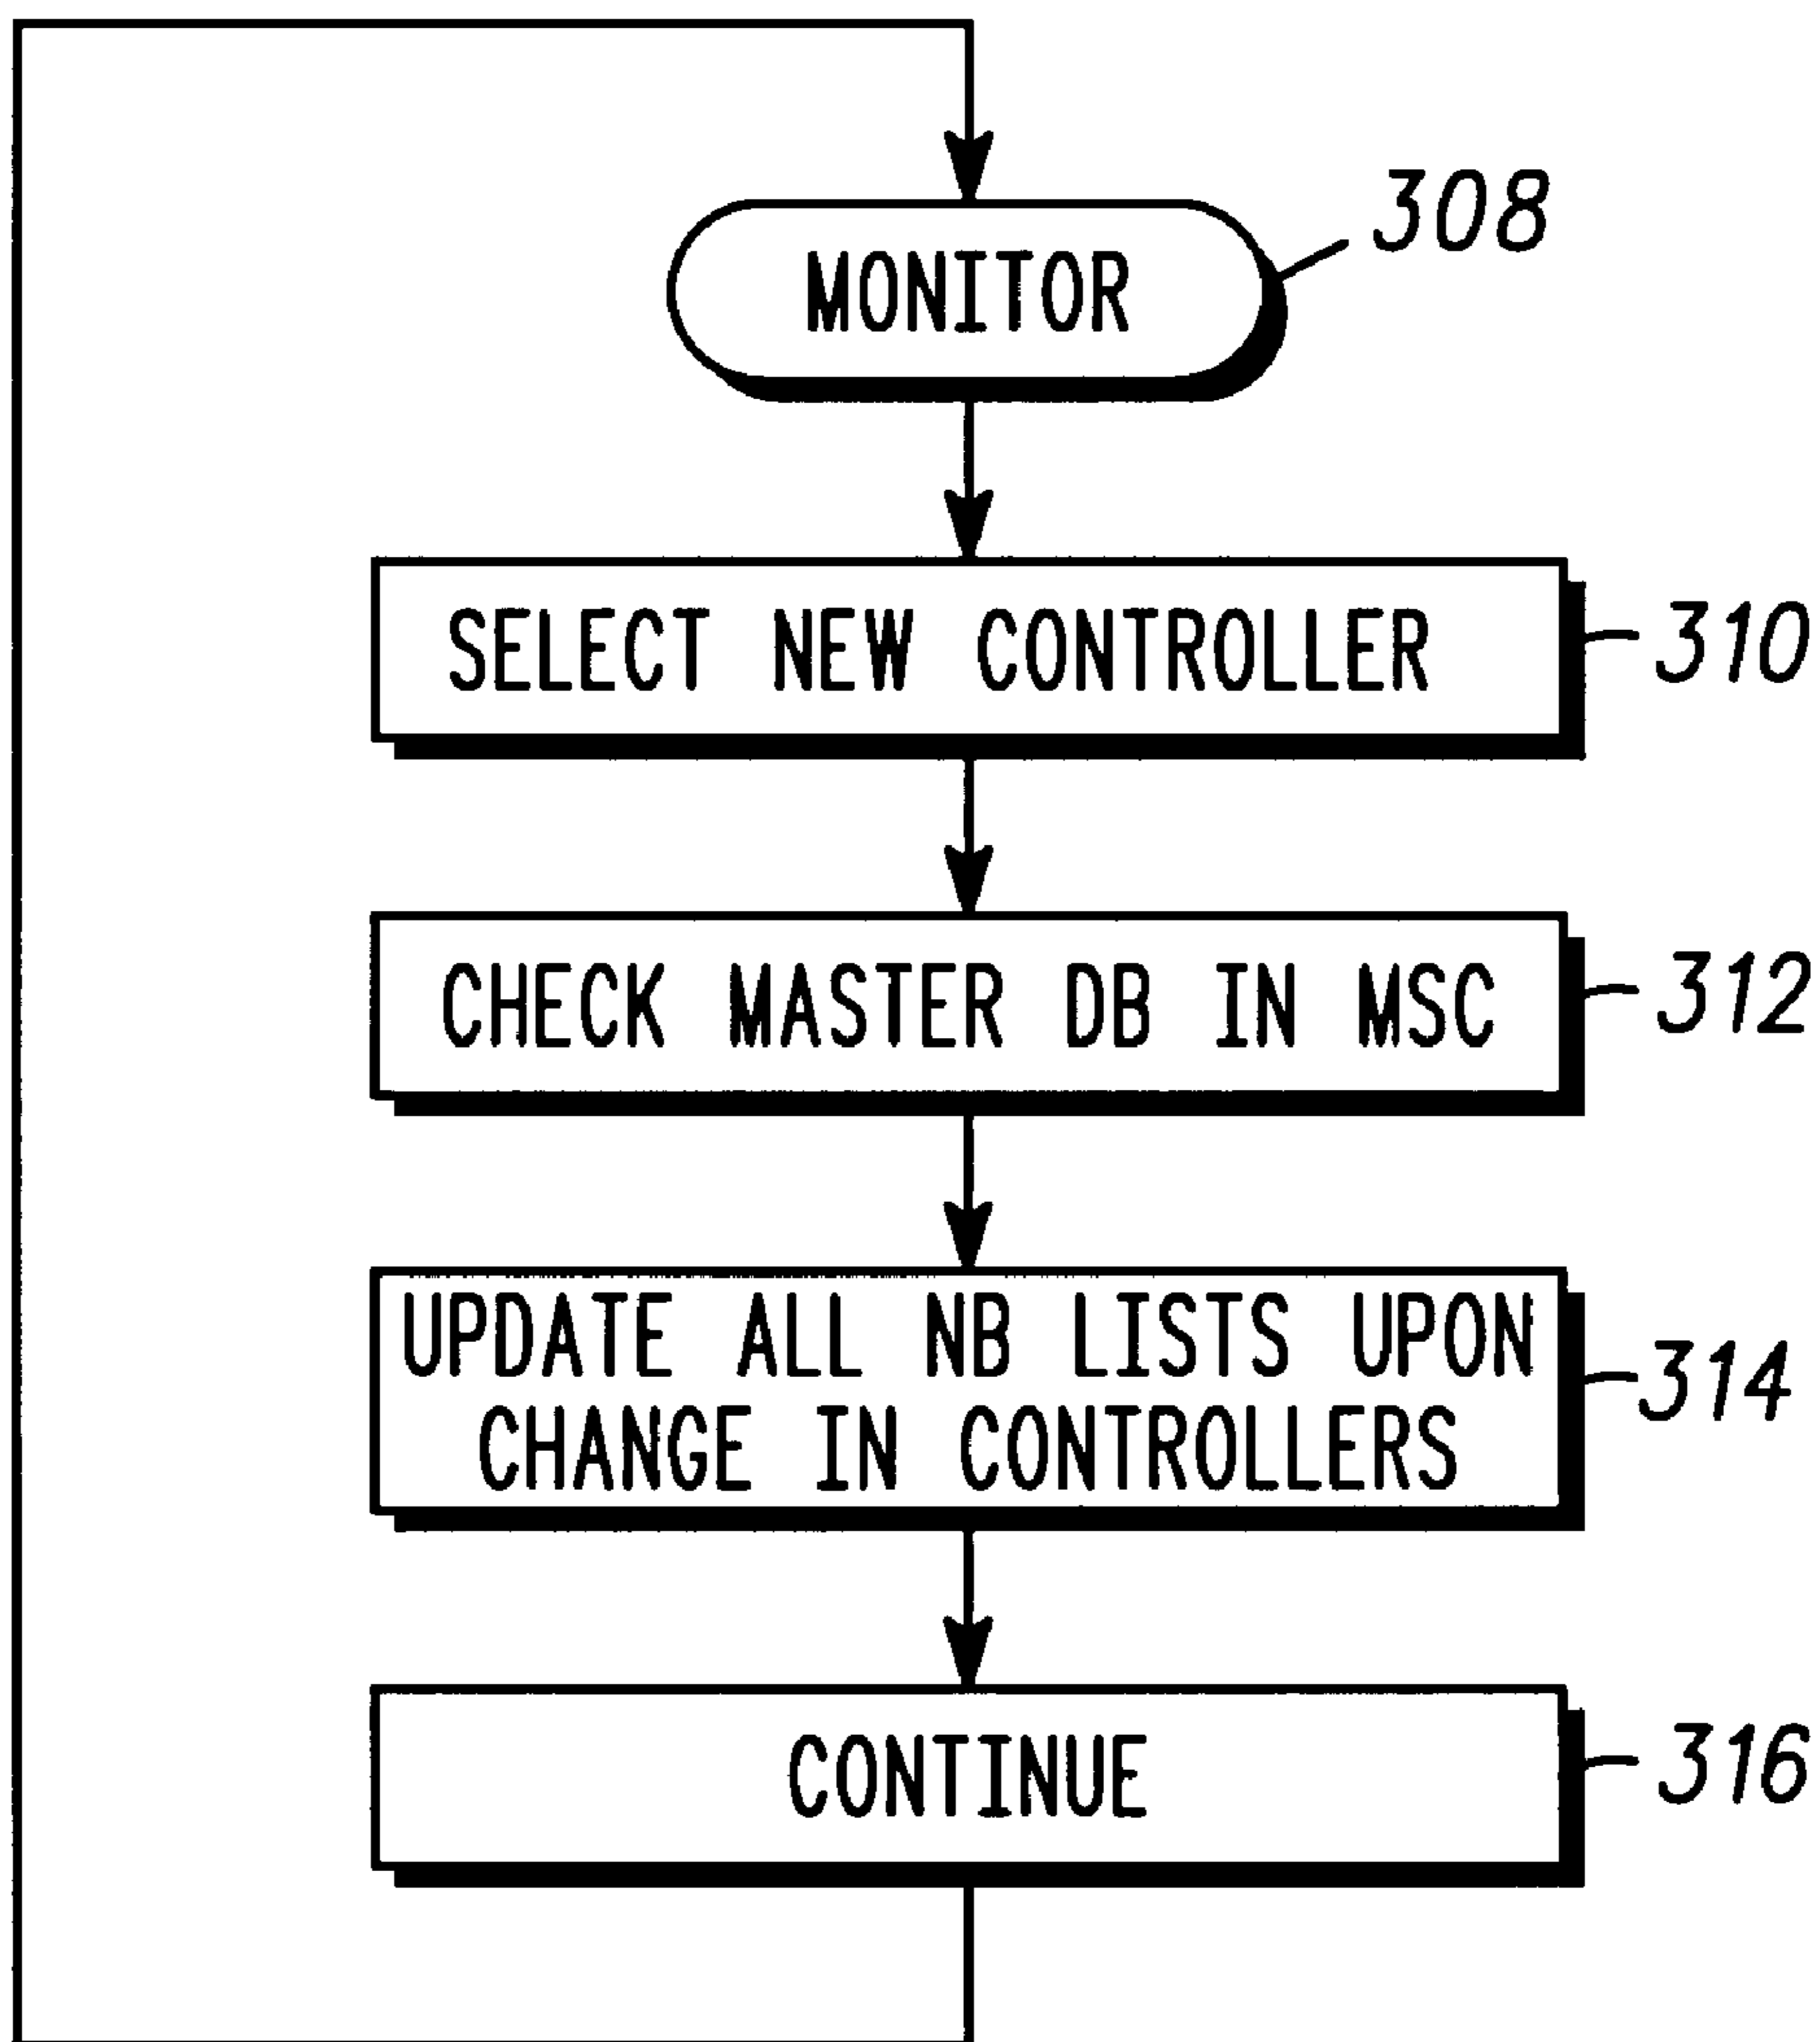 MONITOR
308
SELECT NEW CONTROLLER
310
CHECK MASTER DB IN MSC
312
UPDATE ALL NB LISTS UPON
CHANGE IN CONTROLLERS
314
CONTINUE
316